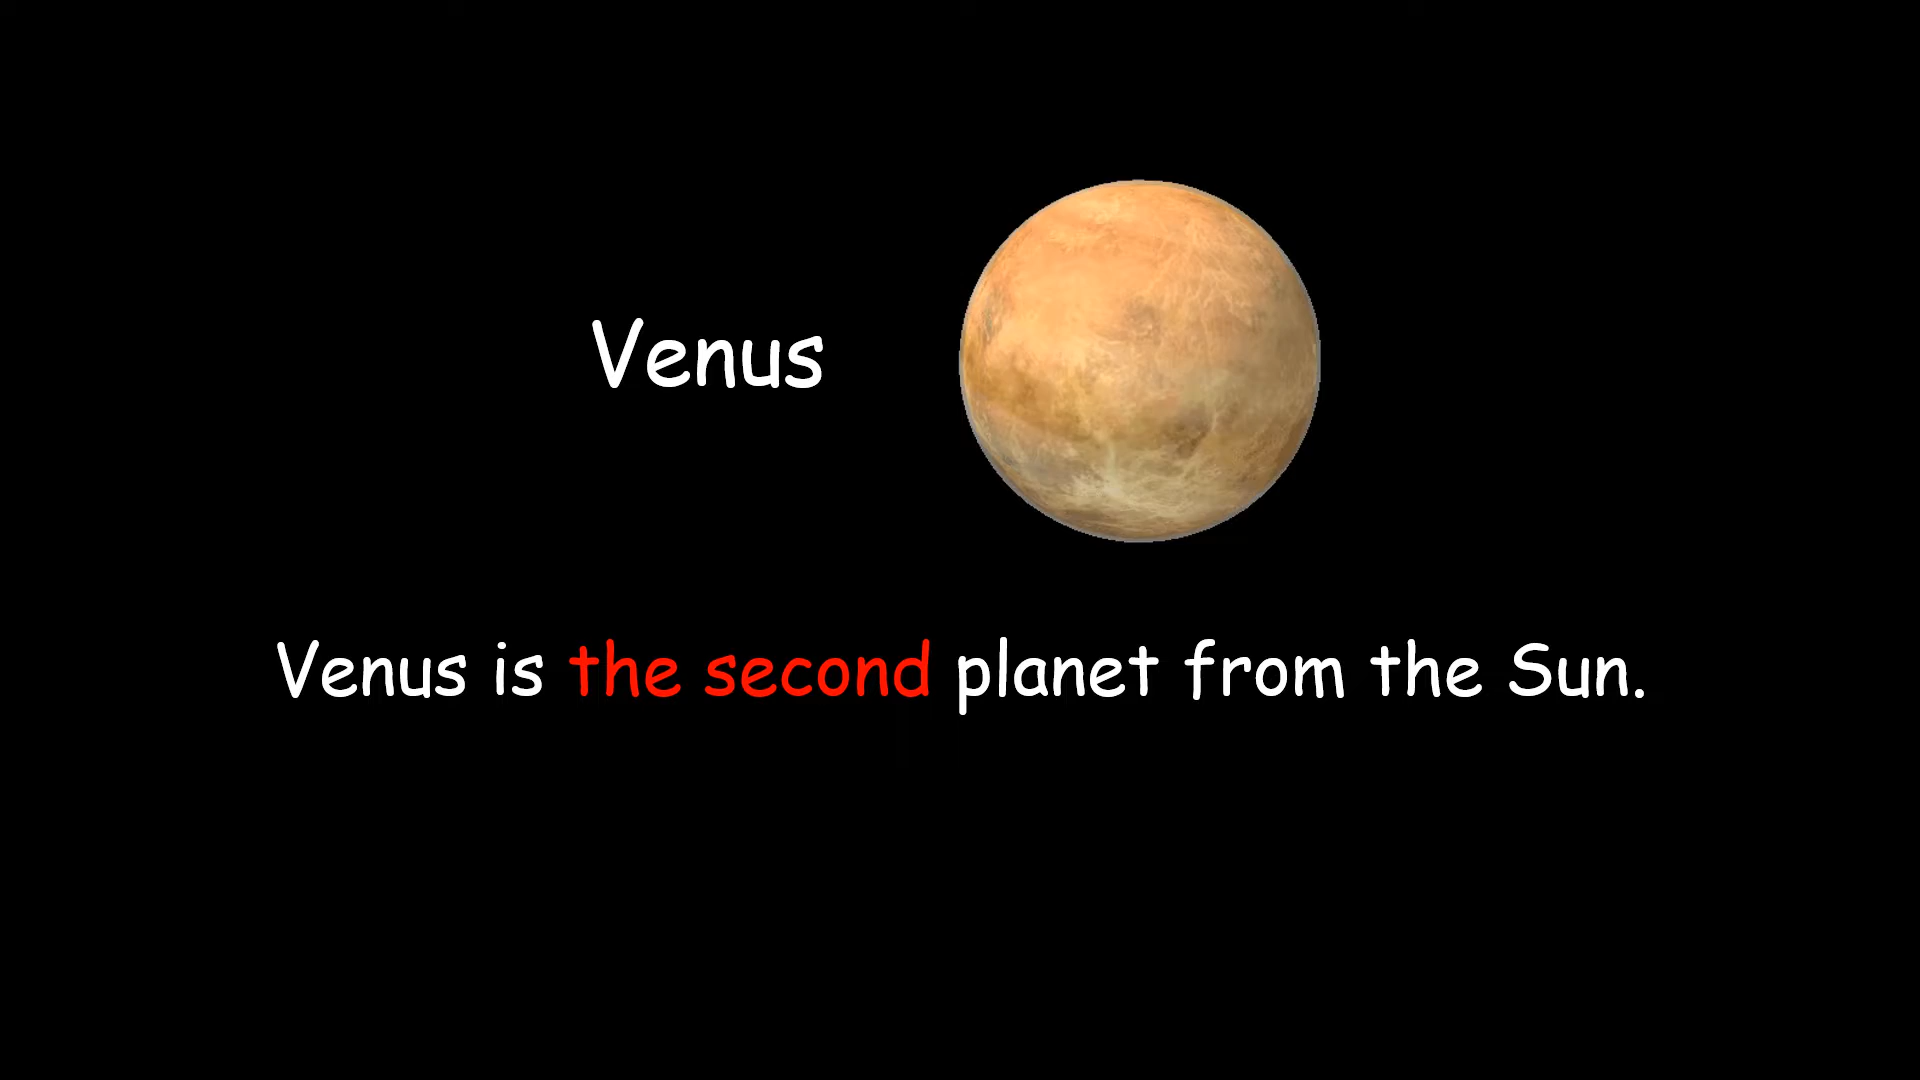 Venus
Venus is the second planet from the Sun.